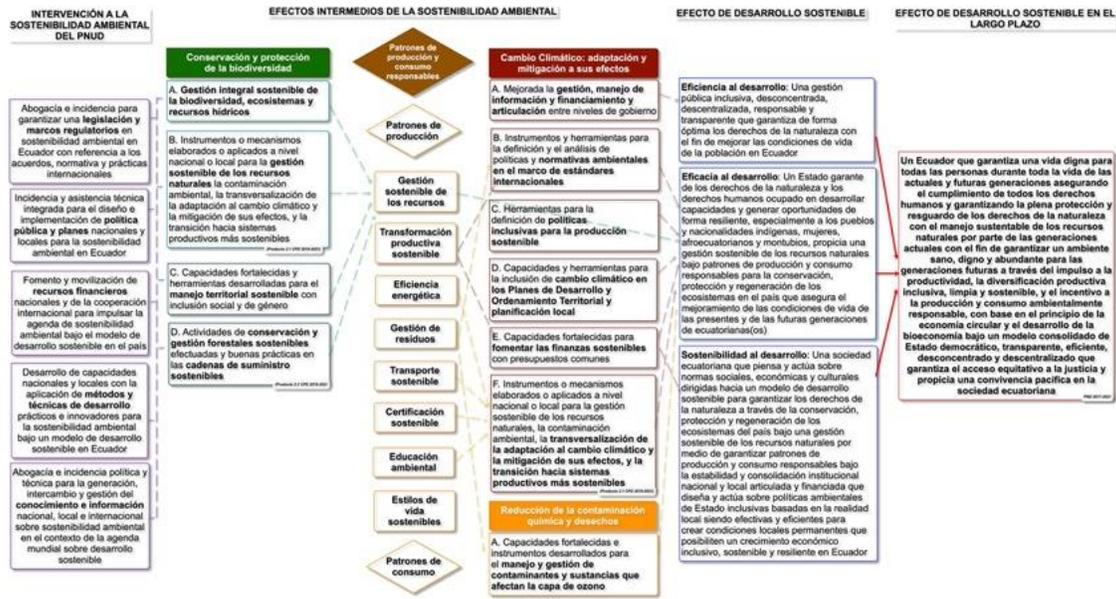 INTERVENCIÓN A LA
SOSTENIBILIDAD AMBIENTAL
DEL PNUD
Abogacía e incidencia para
garantizar una legislación y
marcos regulatorios en
sostenibilidad ambiental en
Ecuador con referencia a los
acuerdos, normativa y prácticas
internacionales
Incidencia y asistencia técnica
integrada para el diseño e
implementación de política
pública y planes nacionales y
locales para la sostenibilidad
ambiental en Ecuador
Fomento y movilización de
recursos financieros
nacionales y de la cooperación
internacional para impulsar la
agenda de sostenibilidad
ambiental bajo el modelo de
desarrollo sostenible en el país
Desarrollo de capacidades
nacionales y locales con la
aplicación de métodos y
técnicas de desarrollo
prácticos e innovadores para
la sostenibilidad ambiental
bajo un modelo de desarrollo
sostenible en Ecuador
Abogacía e incidencia política y
técnica para la generación,
intercambio y gestión del
conocimiento e información
nacional, local e internacional
sobre sostenibilidad ambiental
en el contexto de la agenda
mundial sobre desarrollo
sostenible
EFECTOS INTERMEDIOS DE LA SOSTENIBILIDAD AMBIENTAL
Conservación y protección
de la biodiversidad
A. Gestión integral sostenible de
la biodiversidad, ecosistemas y
recursos hídricos
B. Instrumentos o mecanismos
elaborados o aplicados a nivel
nacional o local para la gestión
sostenible de los recursos
naturales la contaminación
ambiental, la transversalización de
la adaptación al cambio climático y
la mitigación de sus efectos, y la
transición hacia sistemas
productivos más sostenibles
(Producto 2.1 CPD 2019-2022)
C. Capacidades fortalecidas y
herramientas desarrolladas para el
manejo territorial sostenible con
inclusión social y de género
D. Actividades de conservación y
gestión forestales sostenibles
efectuadas y buenas prácticas en
las cadenas de suministro
sostenibles
Patrones de
producción y
consumo
responsables
Patrones de
producción
Gestión
sostenible de
los recursos
Transformación
productiva
sostenible
Eficiencia
energética
Gestión de
residuos
Transporte
sostenible
Certificación
sostenible
Educación
ambiental
Estilos de
vida
sostenibles
Patrones de
consumo
Cambio Climático: adaptación y
mitigación a sus efectos
A. Mejorada la gestión, manejo de
información y financiamiento y
articulación entre niveles de gobierno
B. Instrumentos y herramientas para
la definición y el análisis de
políticas y normativas ambientales
en el marco de estándares
internacionales
C. Herramientas para la
definición de políticas
inclusivas para la producción
sostenible
D. Capacidades y herramientas para
la inclusión de cambio climático en
los Planes de Desarrollo y
Ordenamiento Territorial y
planificación local
E. Capacidades fortalecidas para
fomentar las finanzas sostenibles
con presupuestos comunes
F. Instrumentos o mecanismos
elaborados o aplicados a nivel
nacional o local para la gestión
sostenible de los recursos
naturales, la contaminación
ambiental, la transversalización de
la adaptación al cambio climático y
la mitigación de sus efectos, y la
transición hacia sistemas
productivos más sostenibles
Reducción de la contaminación
química y desechos
A. Capacidades fortalecidas e
instrumentos desarrollados para
el manejo y gestión de
contaminantes y sustancias que
afectan la capa de ozono
EFECTO DE DESARROLLO SOSTENIBLE
Eficiencia al desarrollo: Una gestión
pública inclusiva, desconcentrada,
descentralizada, responsable y
transparente que garantiza de forma
óptima los derechos de la naturaleza con
el fin de mejorar las condiciones de vida
de la población en Ecuador
Eficacia al desarrollo: Un Estado garante
de los derechos de la naturaleza y los
derechos humanos ocupado en desarrollar
capacidades y generar oportunidades de
forma resiliente, especialmente a los pueblos
y nacionalidades indígenas, mujeres,
afroecuatorianos y montubios, propicia una
gestión sostenible de los recursos naturales
bajo patrones de producción y consumo
responsables para la conservación,
protección y regeneración de los
ecosistemas en el país que asegura el
mejoramiento de las condiciones de vida de
las presentes y de las futuras generaciones
de ecuatorianas(os)
Sostenibilidad al desarrollo: Una sociedad
ecuatoriana que piensa y actúa sobre
normas sociales, económicas y culturales
dirigidas hacia un modelo de desarrollo
sostenible para garantizar los derechos de
la naturaleza a través de la conservación,
protección y regeneración de los
ecosistemas del país bajo una gestión
sostenible de los recursos naturales por
medio de garantizar patrones de
producción y consumo responsables bajo
la estabilidad y consolidación institucional
nacional y local articulada y financiada que
diseña y actúa sobre políticas ambientales
de Estado inclusivas basadas en la realidad
local siendo efectivas y eficientes para
crear condiciones locales permanentes que
posibiliten un crecimiento económico
inclusivo, sostenible y resiliente en Ecuador
EFECTO DE DESARROLLO SOSTENIBLE EN EL
LARGO PLAZO
Un Ecuador que garantiza una vida digna para
todas las personas durante toda la vida de las
actuales y futuras generaciones asegurando
el cumplimiento de todos los derechos
humanos y garantizando la plena protección y
resguardo de los derechos de la naturaleza
con el manejo sustentable de los recursos
naturales por parte de las generaciones
actuales con el fin de garantizar un ambiente
sano, digno y abundante para las
generaciones futuras a través del impulso a la
productividad, la diversificación productiva
inclusiva, limpia y sostenible, y el incentivo a
la producción y consumo ambientalmente
responsable, con base en el principio de la
economía circular y el desarrollo de la
bioeconomía bajo un modelo consolidado de
Estado democrático, transparente, eficiente,
desconcentrado y descentralizado que
garantiza el acceso equitativo a la justicia y
propicia una convivencia pacífica en la
sociedad ecuatoriana